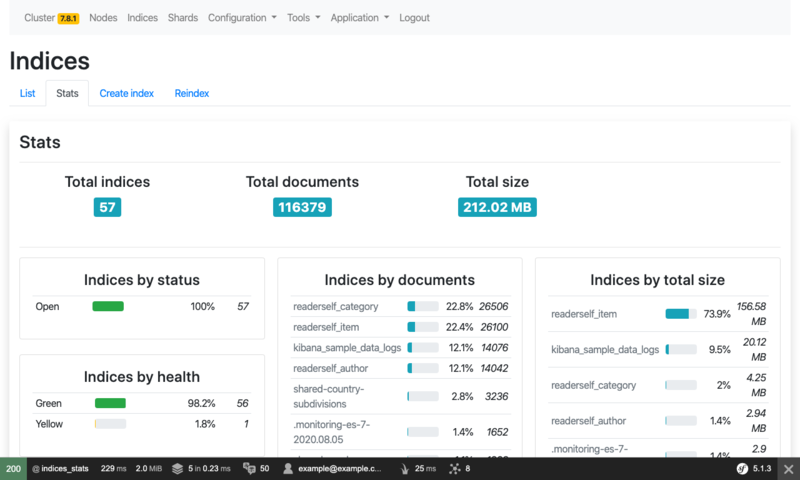 Cluster 7.8.1 Nodes Indices Shards Configuration Tools Application Logout
Indices
List Stats Create index Reindex
Stats
Total indices
57
Total documents
116379
Total size
212.02 MB
Indices by status
Open 100% 57
Indices by health
Green 98.2% 56
Yellow 1.8% 1
Indices by documents
readerself_category 22.8% 26506
readerself_item 22.4% 26100
kibana_sample_data_logs 12.1% 14076
readerself_author 12.1% 14042
shared-country-
subdivisions 2.8% 3236
.monitoring-es-7-
2020.08.05 1.4% 1652
Indices by total size
readerself_item 73.9% 156.58
MB
kibana_sample_data_logs 9.5% 20.12
MB
readerself_category 2% 4.25
MB
readerself_author 1.4% 2.94
MB
.monitoring-es-7- 1.4% 2.9
200 @ indices_stats 229 ms 2.0 MiB 5 in 0.23 ms 50 example@example.c... 25 ms 8 sf 5.1.3